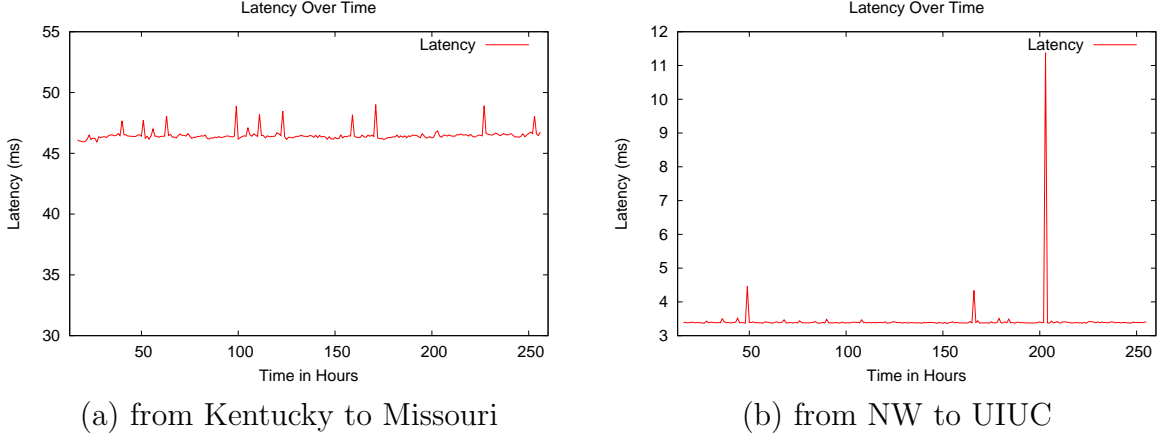 Latency Over Time
Latency
55
50
45
40
35
30
Latency (ms)
50 100 150 200 250
Time in Hours
(a) from Kentucky to Missouri
Latency Over Time
Latency
12
11
10
9
8
7
6
5
4
3
Latency (ms)
50 100 150 200 250
Time in Hours
(b) from NW to UIUC